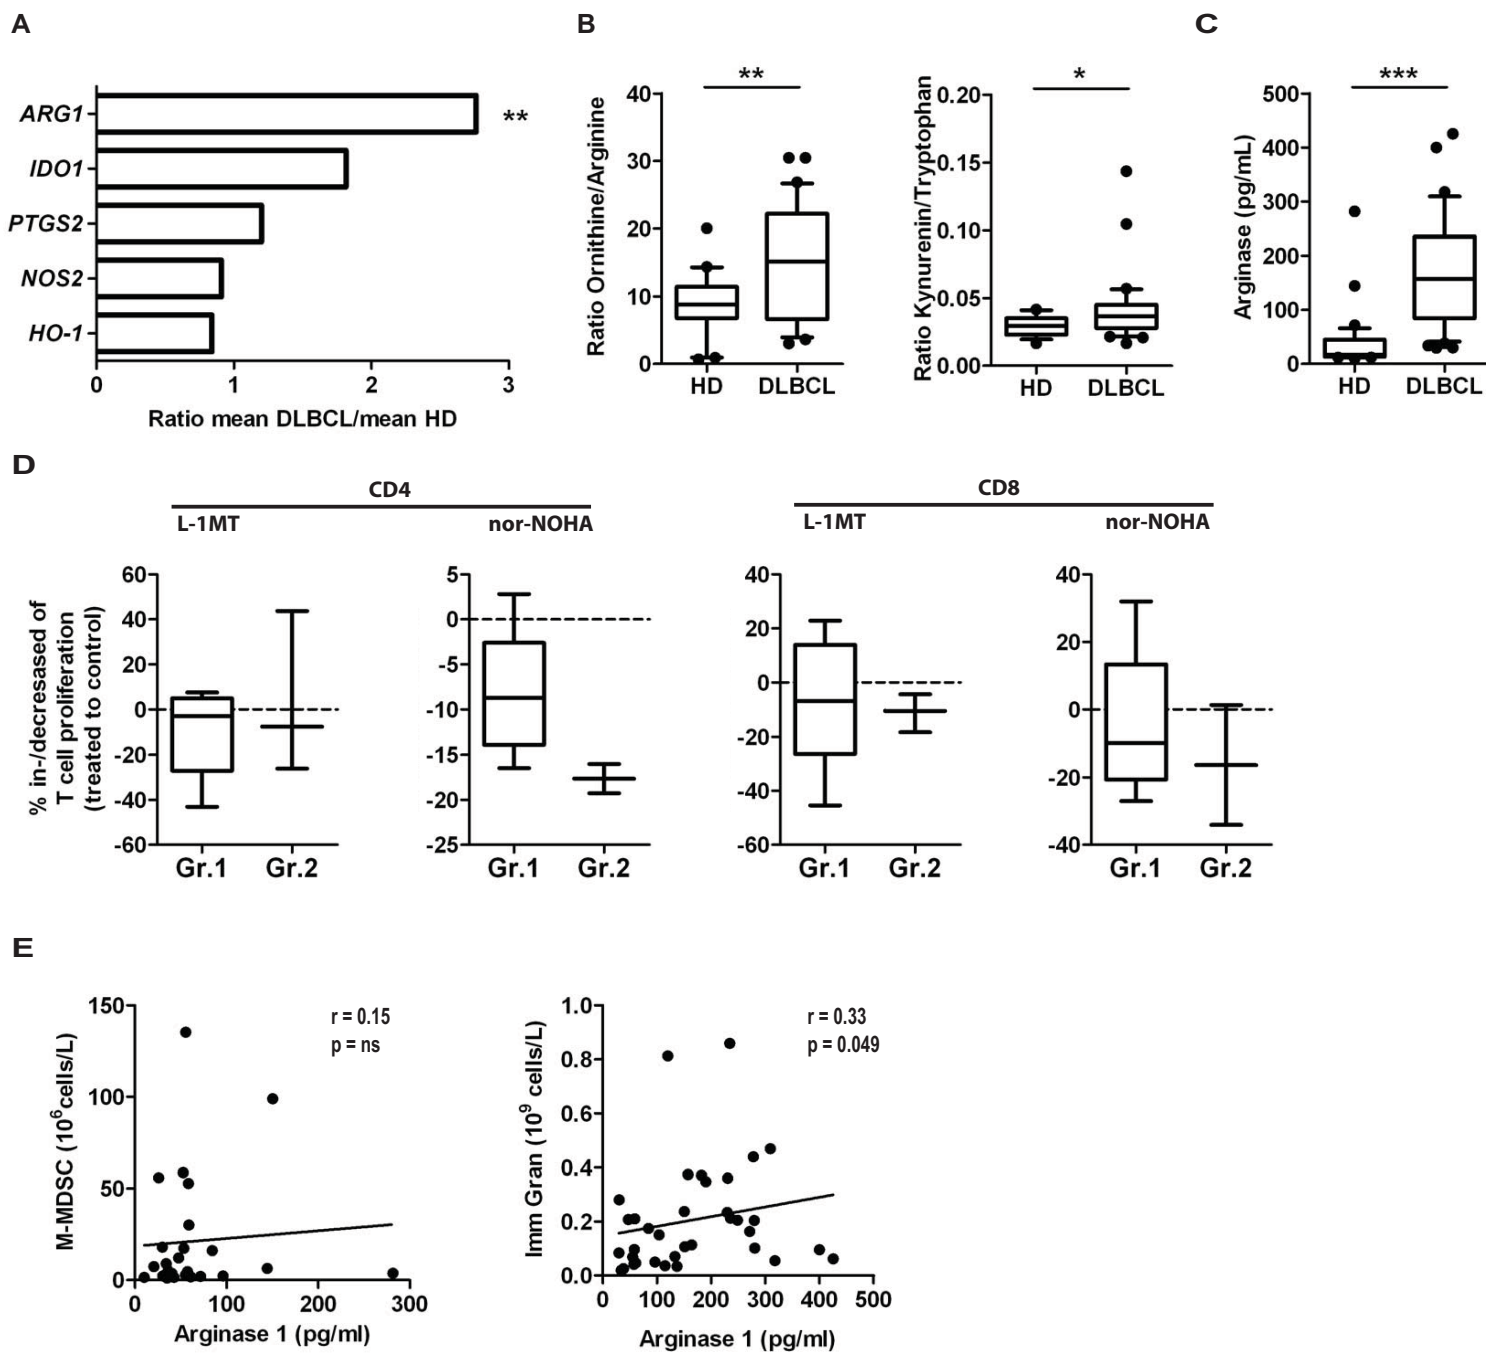 A
ARG1
**
IDO1
PTGS2
NOS2
HO-1
0 1 2 3
Ratio mean DLBCL/mean HD
B
Ratio Ornithine/Arginine
40
30
20
10
0
**
HD DLBCL
Ratio Kynurenin/Tryptophan
0.20
0.15
0.10
0.05
0.00
*
HD DLBCL
C
Arginase (pg/mL)
500
400
300
200
100
0
***
HD DLBCL
D
CD4
L-1MT nor-NOHA
% in-/decresased of
T cell proliferation
(treated to control)
60
40
20
0
-20
-40
-60
Gr.1 Gr.2
5
0
-5
-10
-15
-20
-25
Gr.1 Gr.2
CD8
L-1MT nor-NOHA
40
20
0
-20
-40
-60
Gr.1 Gr.2
40
20
0
-20
-40
Gr.1 Gr.2
E
M-MDSC (10⁶cells/L)
150
100
50
0
r = 0.15
p = ns
0 100 200 300
Arginase 1 (pg/ml)
Imm Gran (10⁹ cells/L)
1.0
0.8
0.6
0.4
0.2
0.0
r = 0.33
p = 0.049
0 100 200 300 400 500
Arginase 1 (pg/ml)